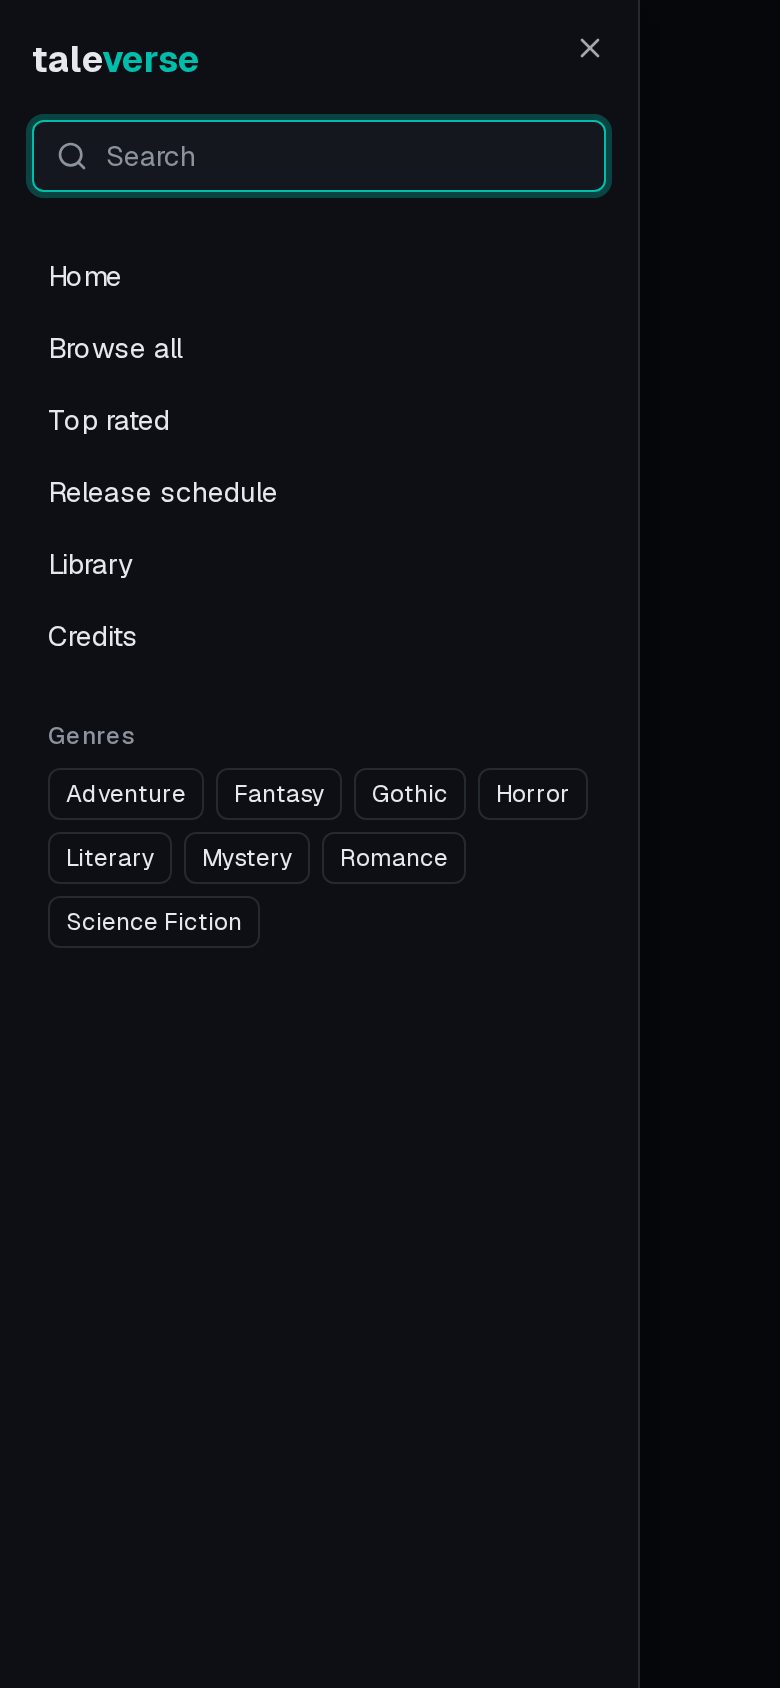 taleverse
Search
Home
Browse all
Top rated
Release schedule
Library
Credits
Genres
Adventure Fantasy Gothic Horror
Literary Mystery Romance
Science Fiction